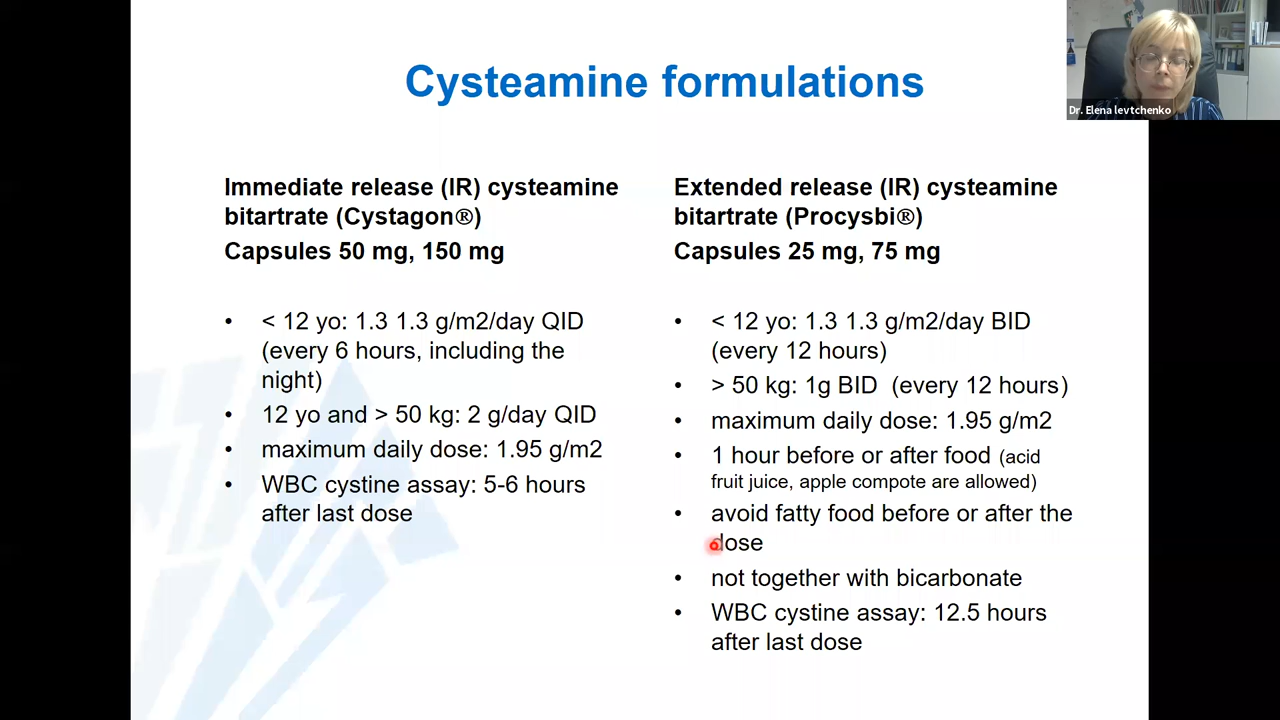 Cysteamine formulations
Dr. Elena levtchenko
Immediate release (IR) cysteamine
bitartrate (Cystagon®)
Capsules 50 mg, 150 mg
• < 12 yo: 1.3 1.3 g/m2/day QID
(every 6 hours, including the
night)
• 12 yo and > 50 kg: 2 g/day QID
• maximum daily dose: 1.95 g/m2
• WBC cystine assay: 5-6 hours
after last dose
Extended release (IR) cysteamine
bitartrate (Procysbi®)
Capsules 25 mg, 75 mg
• < 12 yo: 1.3 1.3 g/m2/day BID
(every 12 hours)
• > 50 kg: 1g BID (every 12 hours)
• maximum daily dose: 1.95 g/m2
• 1 hour before or after food (acid
fruit juice, apple compote are allowed)
• avoid fatty food before or after the
dose
• not together with bicarbonate
• WBC cystine assay: 12.5 hours
after last dose